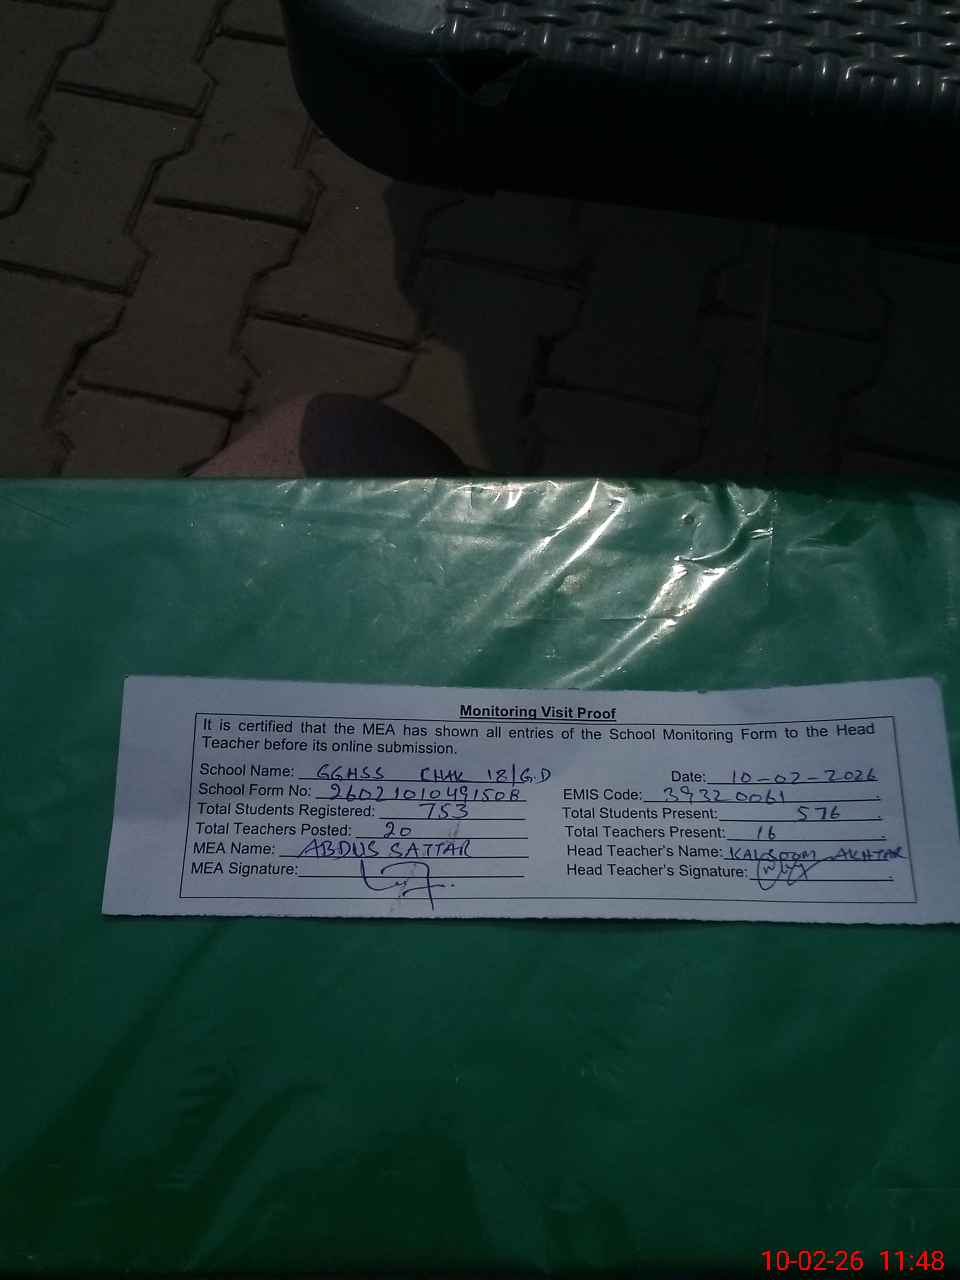 Monitoring Visit Proof
It is certified that the MEA has shown all entries of the School Monitoring Form to the Head
Teacher before its online submission.
School Name: GGHSS CHAK 18/G.D Date: 10-02-2026
School Form No: 26021010491508 EMIS Code: 39320061
Total Students Registered: 753 Total Students Present: 576
Total Teachers Posted: 20 Total Teachers Present: 16
MEA Name: ABDUS SATTAR Head Teacher's Name: KALSOOM AKHTAR
MEA Signature: Head Teacher's Signature:
10-02-26 11:48